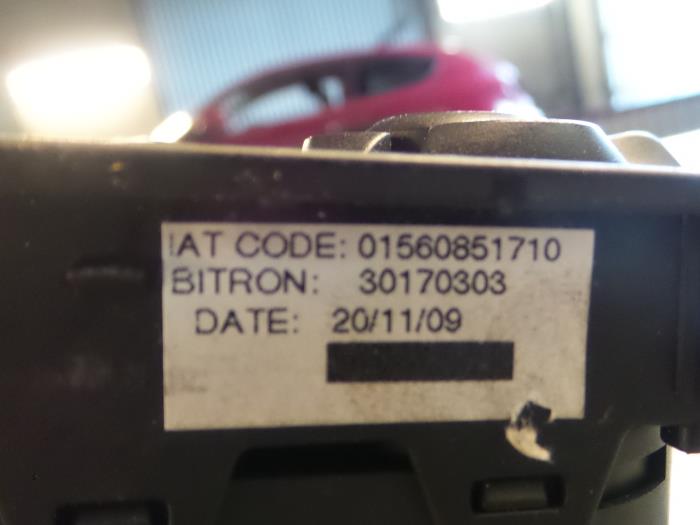 IAT CODE: 01560851710
BITRON: 30170303
DATE: 20/11/09